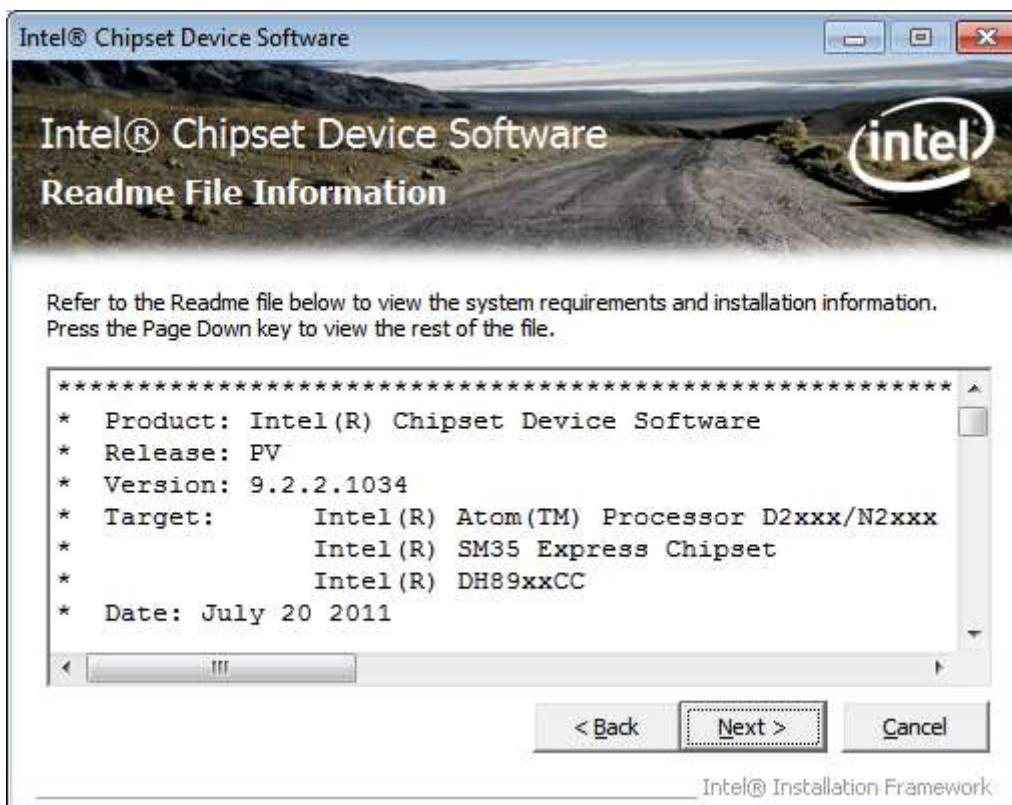 Intel® Chipset Device Software
Intel® Chipset Device Software
intel
Readme File Information
Refer to the Readme file below to view the system requirements and installation information.
Press the Page Down key to view the rest of the file.
********************************************************
* Product: Intel(R) Chipset Device Software
* Release: PV
* Version: 9.2.2.1034
* Target: Intel(R) Atom(TM) Processor D2xxx/N2xxx
* Intel(R) SM35 Express Chipset
* Intel(R) DH89xxCC
* Date: July 20 2011
< Back Next > Cancel
Intel® Installation Framework